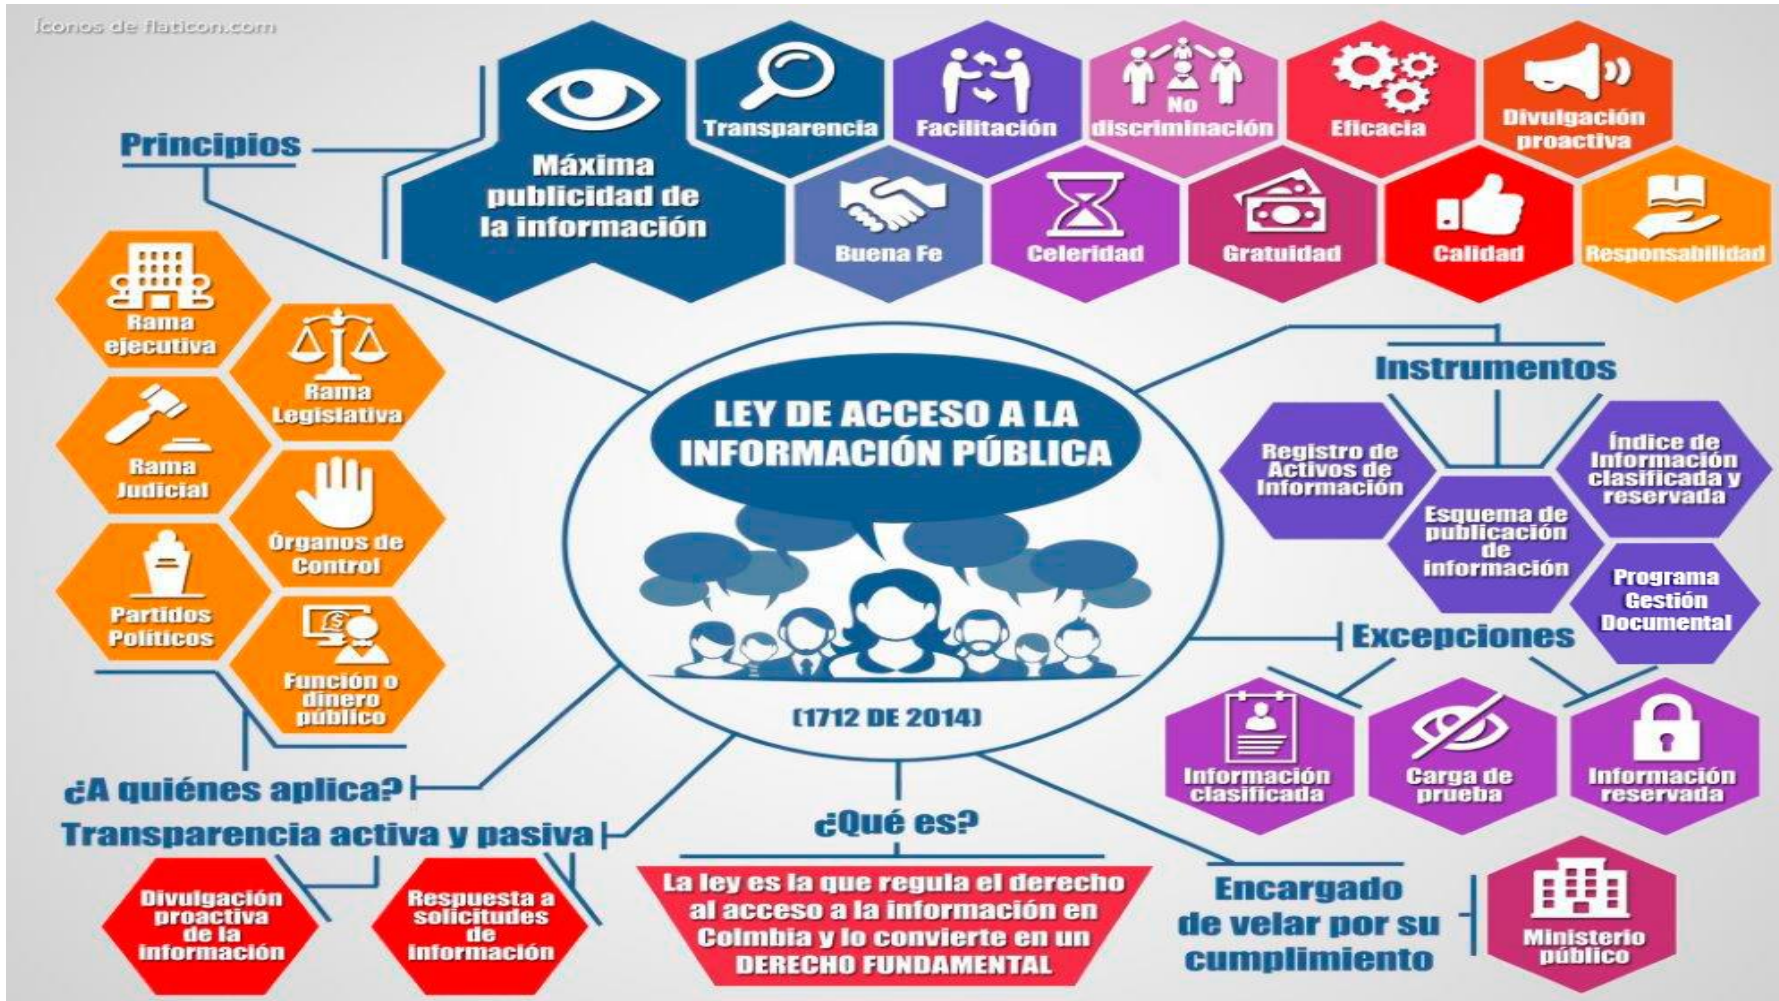 Íconos de flaticon.com
Principios
Máxima
publicidad de
la información
Transparencia
Facilitación
No
discriminación
Eficacia
Divulgación
proactiva
Buena Fe
Celeridad
Gratuidad
Calidad
Responsabilidad
Rama
ejecutiva
Rama
Legislativa
Rama
Judicial
Órganos de
Control
Partidos
Políticos
Función o
dinero
público
¿A quiénes aplica?
LEY DE ACCESO A LA
INFORMACIÓN PÚBLICA
(1712 DE 2014)
Instrumentos
Registro de
Activos de
Información
Índice de
Información
clasificada y
reservada
Esquema de
publicación
de
información
Programa
Gestión
Documental
Excepciones
Información
clasificada
Carga de
prueba
Información
reservada
Transparencia activa y pasiva
Divulgación
proactiva
de la
información
Respuesta a
solicitudes
de
información
¿Qué es?
La ley es la que regula el derecho
al acceso a la información en
Colmbia y lo convierte en un
DERECHO FUNDAMENTAL
Encargado
de velar por su
cumplimiento
Ministerio
público